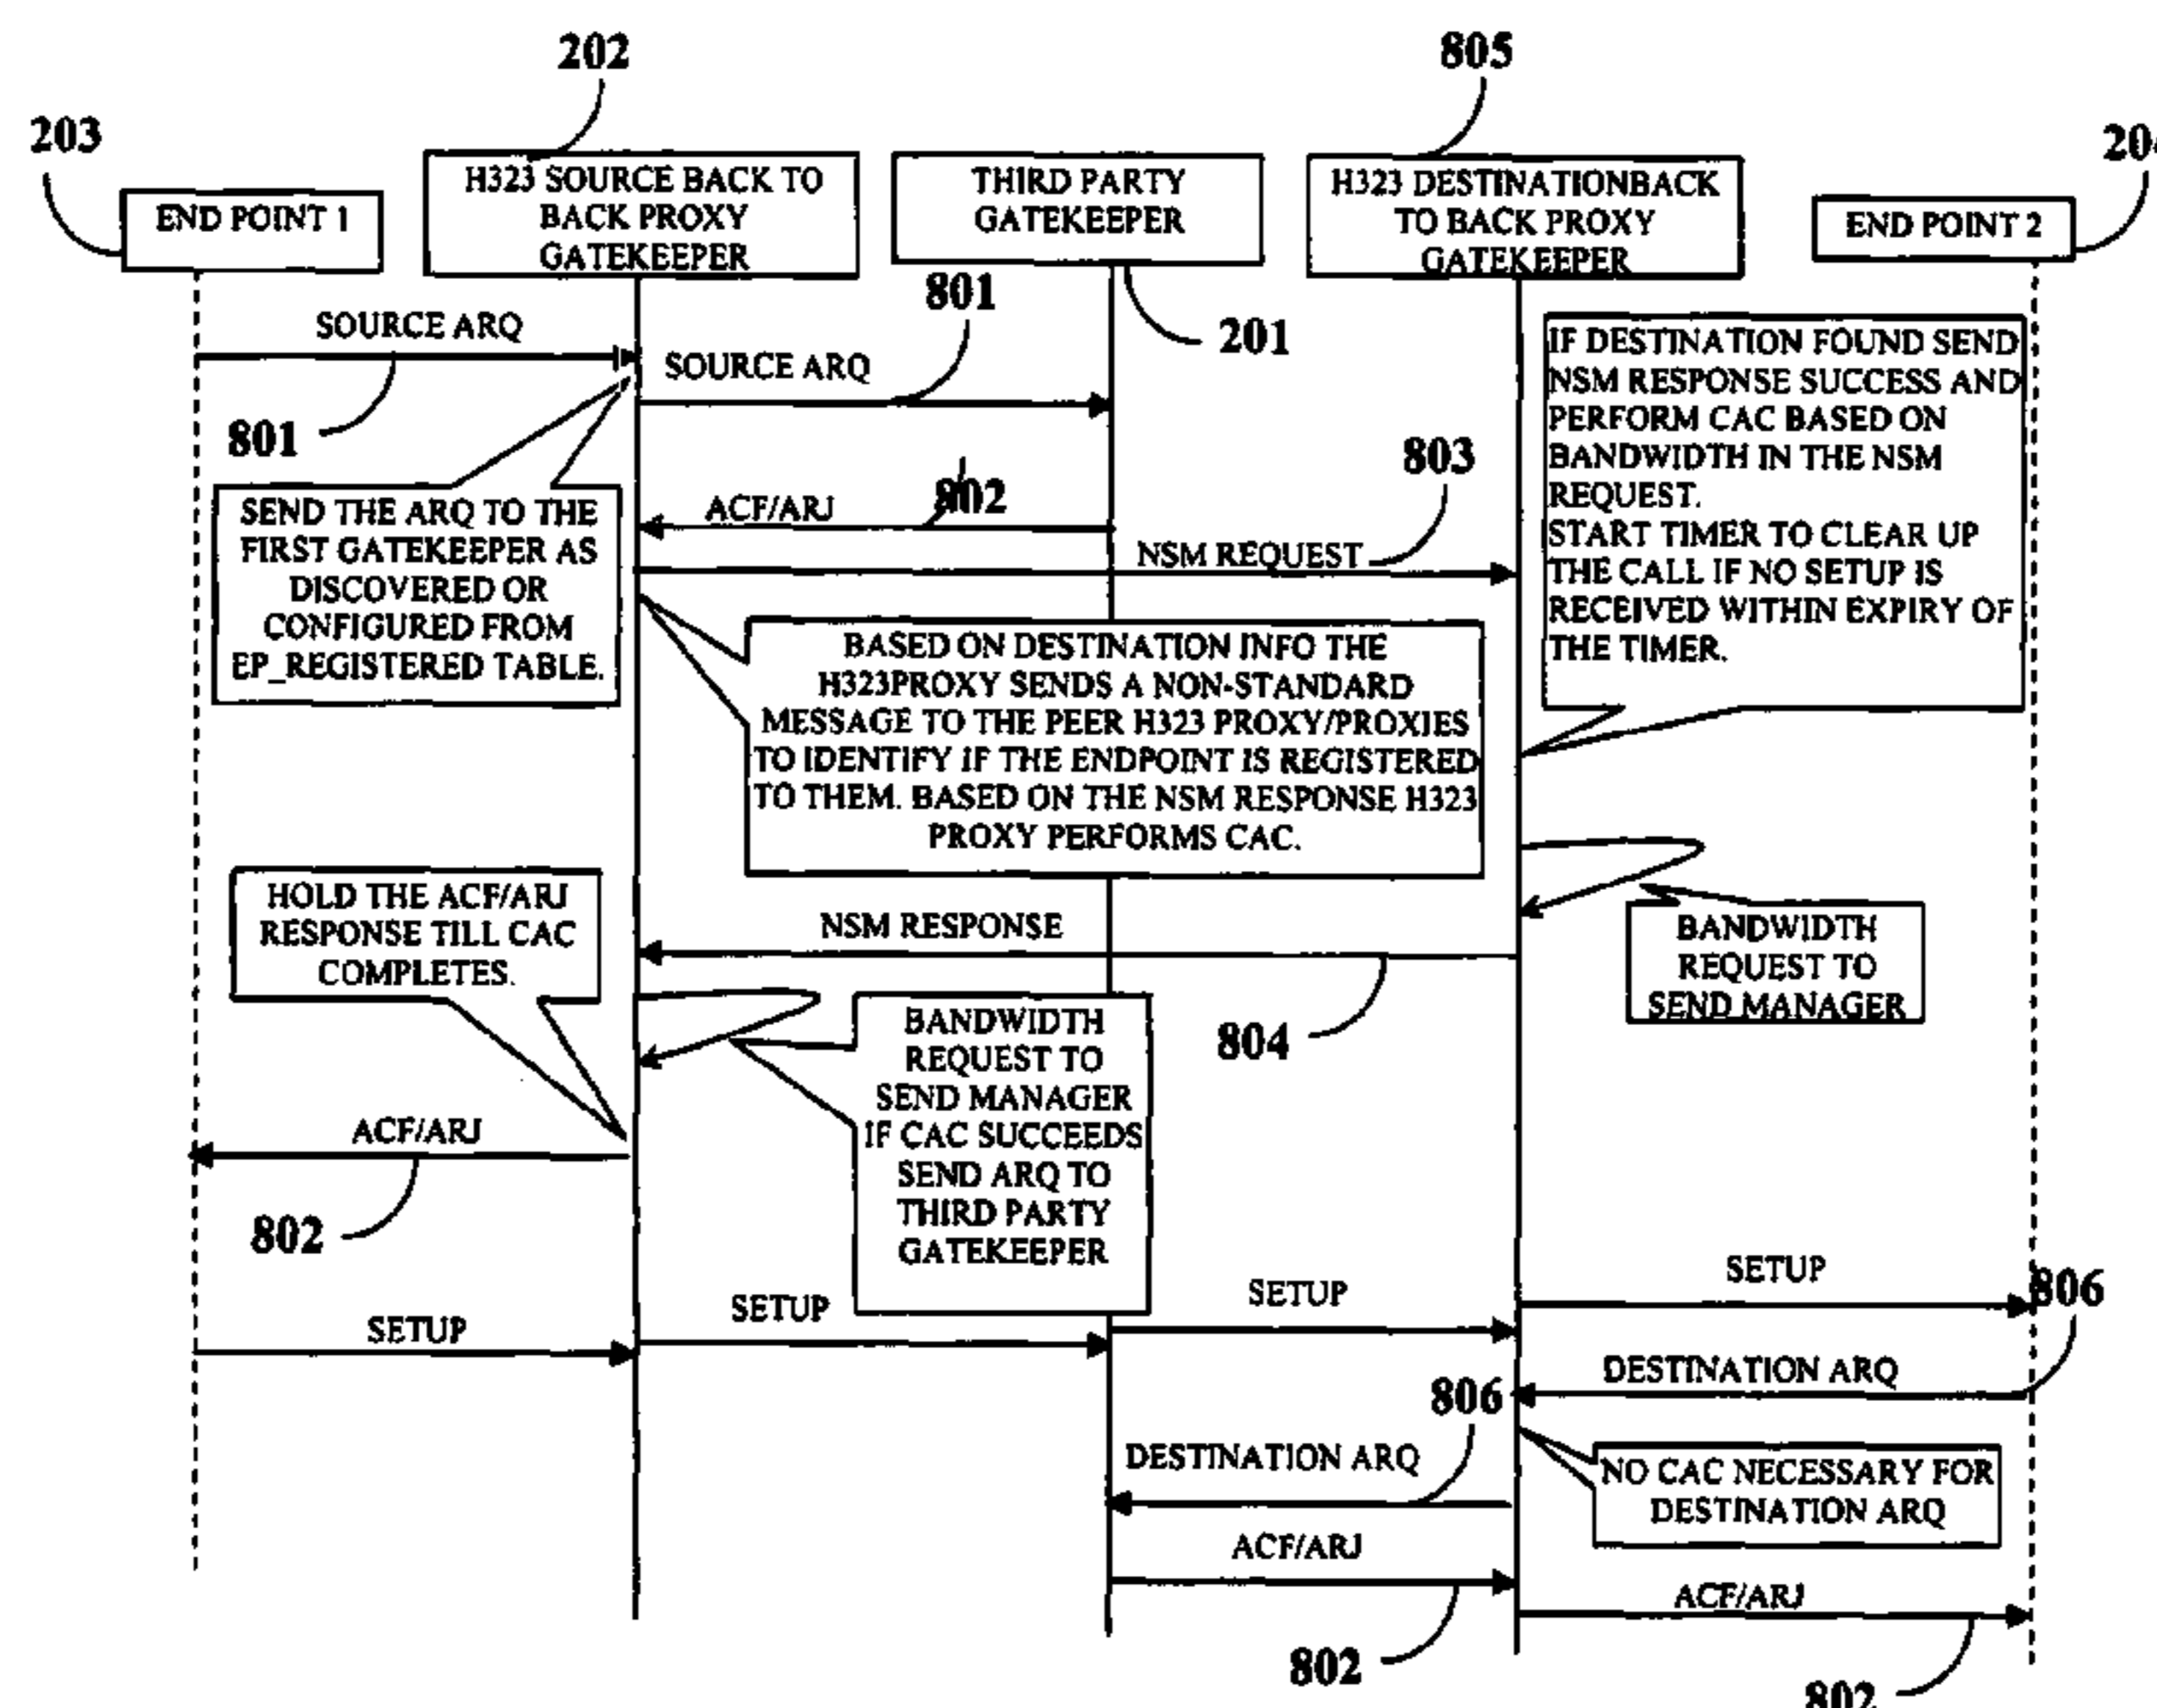 202
805
203
204
END POINT 1
H323 SOURCE BACK TO
BACK PROXY
GATEKEEPER
THIRD PARTY
GATEKEEPER
H323 DESTINATIONBACK
TO BACK PROXY
GATEKEEPER
END POINT 2
801
201
SOURCE ARQ
SOURCE ARQ
801
IF DESTINATION FOUND SEND
NSM RESPONSE SUCCESS AND
PERFORM CAC BASED ON
BANDWIDTH IN THE NSM
REQUEST.
START TIMER TO CLEAR UP
THE CALL IF NO SETUP IS
RECEIVED WITHIN EXPIRY OF
THE TIMER.
803
802
ACF/ARJ
SEND THE ARQ TO THE
FIRST GATEKEEPER AS
DISCOVERED OR
CONFIGURED FROM
EP_REGISTERED TABLE.
NSM REQUEST
BASED ON DESTINATION INFO THE
H323PROXY SENDS A NON-STANDARD
MESSAGE TO THE PEER H323 PROXY/PROXIES
TO IDENTIFY IF THE ENDPOINT IS REGISTERED
TO THEM. BASED ON THE NSM RESPONSE H323
PROXY PERFORMS CAC.
HOLD THE ACF/ARJ
RESPONSE TILL CAC
COMPLETES.
NSM RESPONSE
BANDWIDTH
REQUEST TO
SEND MANAGER
804
BANDWIDTH
REQUEST TO
SEND MANAGER
IF CAC SUCCEEDS
SEND ARQ TO
THIRD PARTY
GATEKEEPER
ACF/ARJ
802
SETUP
SETUP
SETUP
SETUP
806
DESTINATION ARQ
806
DESTINATION ARQ
NO CAC NECESSARY FOR
DESTINATION ARQ
ACF/ARJ
ACF/ARJ
802
802